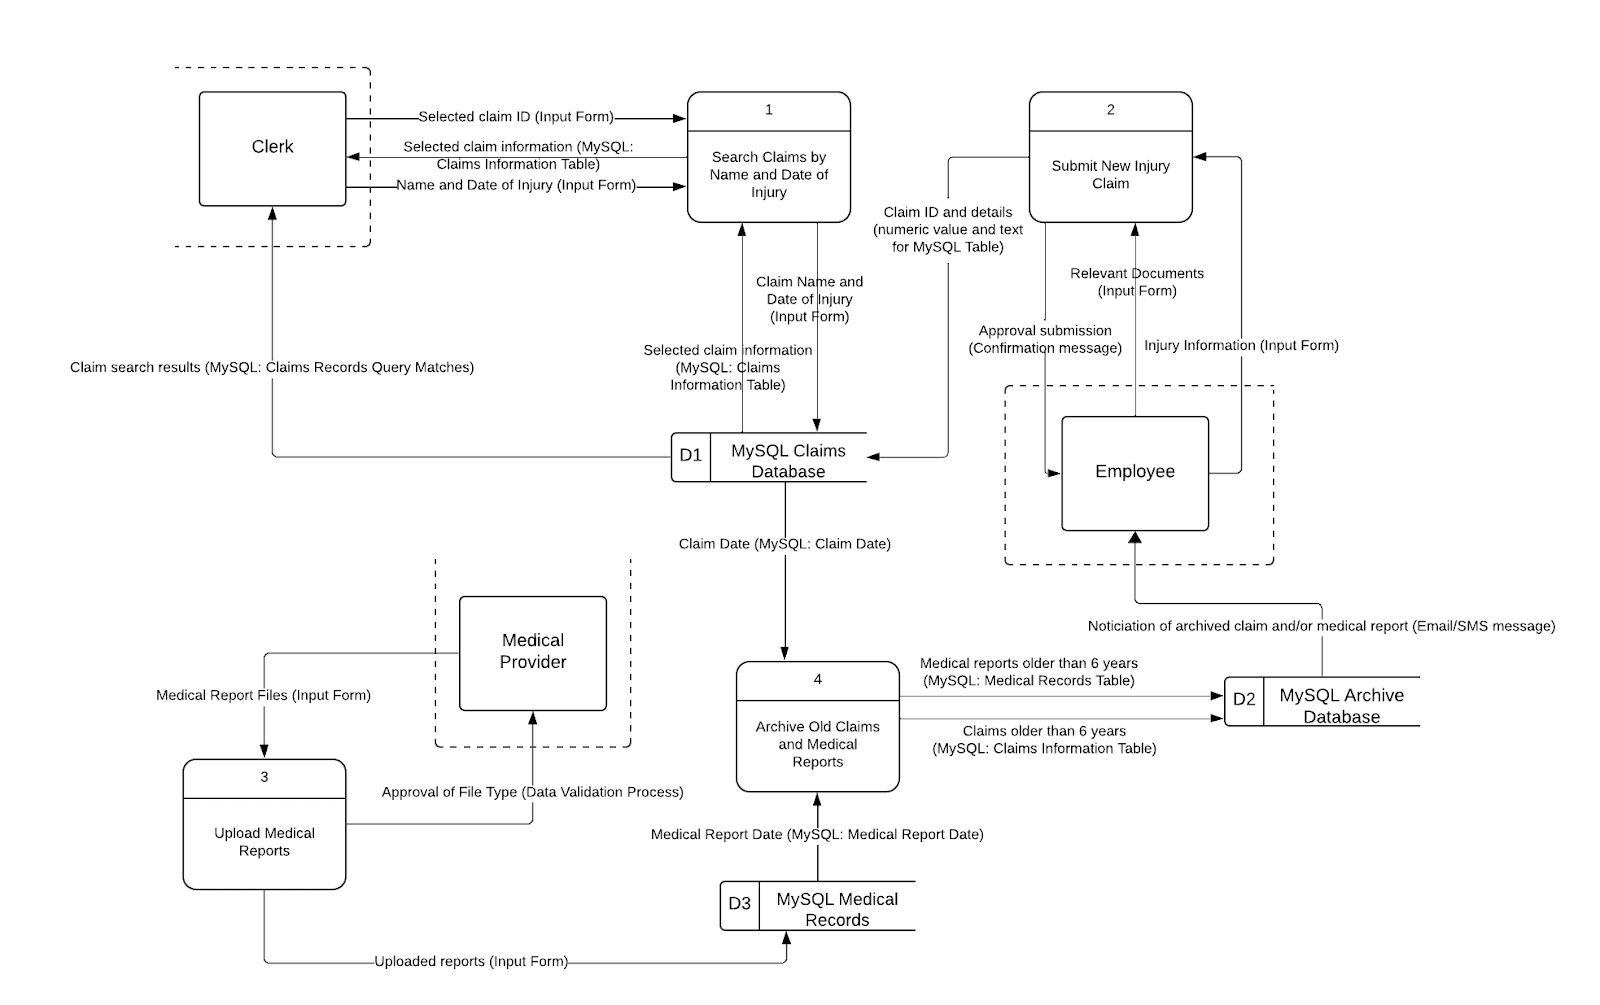 Clerk
Selected claim ID (Input Form)
Selected claim information (MySQL:
Claims Information Table)
Name and Date of Injury (Input Form)
1
Search Claims by
Name and Date of
Injury
2
Submit New Injury
Claim
Claim ID and details
(numeric value and text
for MySQL Table)
Claim Name and
Date of Injury
(Input Form)
Relevant Documents
(Input Form)
Approval submission
(Confirmation message)
Injury Information (Input Form)
Selected claim information
(MySQL: Claims
Information Table)
Claim search results (MySQL: Claims Records Query Matches)
D1
MySQL Claims
Database
Employee
Claim Date (MySQL: Claim Date)
Noticiation of archived claim and/or medical report (Email/SMS message)
Medical
Provider
Medical Report Files (Input Form)
4
Archive Old Claims
and Medical
Reports
Medical reports older than 6 years
(MySQL: Medical Records Table)
Claims older than 6 years
(MySQL: Claims Information Table)
D2
MySQL Archive
Database
3
Upload Medical
Reports
Approval of File Type (Data Validation Process)
Medical Report Date (MySQL: Medical Report Date)
D3
MySQL Medical
Records
Uploaded reports (Input Form)